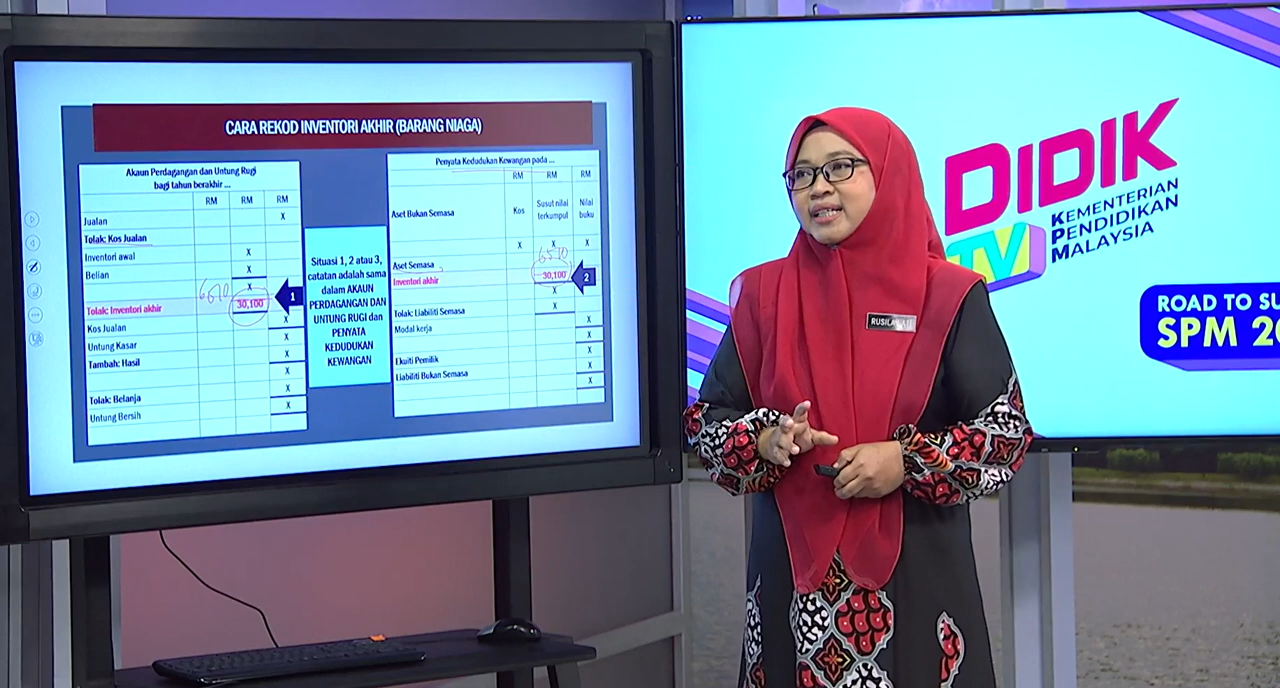 CARA REKOD INVENTORI AKHIR (BARANG NIAGA)
Akaun Perdagangan dan Untung Rugi
bagi tahun berakhir ...
RM RM RM
Jualan X
Tolak: Kos Jualan
Inventori awal X
Belian X
X
Tolak: Inventori akhir 30,100
Kos Jualan X
Untung Kasar X
Tambah: Hasil X
X
Tolak: Belanja X
Untung Bersih X
1
Situasi 1, 2 atau 3,
catatan adalah sama
dalam AKAUN
PERDAGANGAN DAN
UNTUNG RUGI dan
PENYATA
KEDUDUKAN
KEWANGAN
Penyata Kedudukan Kewangan pada ...
RM RM RM
Aset Bukan Semasa Kos Susut nilai terkumpul Nilai buku
X X X
Aset Semasa
Inventori akhir 30,100
X
Tolak: Liabiliti Semasa X
Modal kerja X
X
Ekuiti Pemilik X
Liabiliti Bukan Semasa X
2
DIDIK
TV
KEMENTERIAN
PENDIDIKAN
MALAYSIA
ROAD TO SU
SPM 20